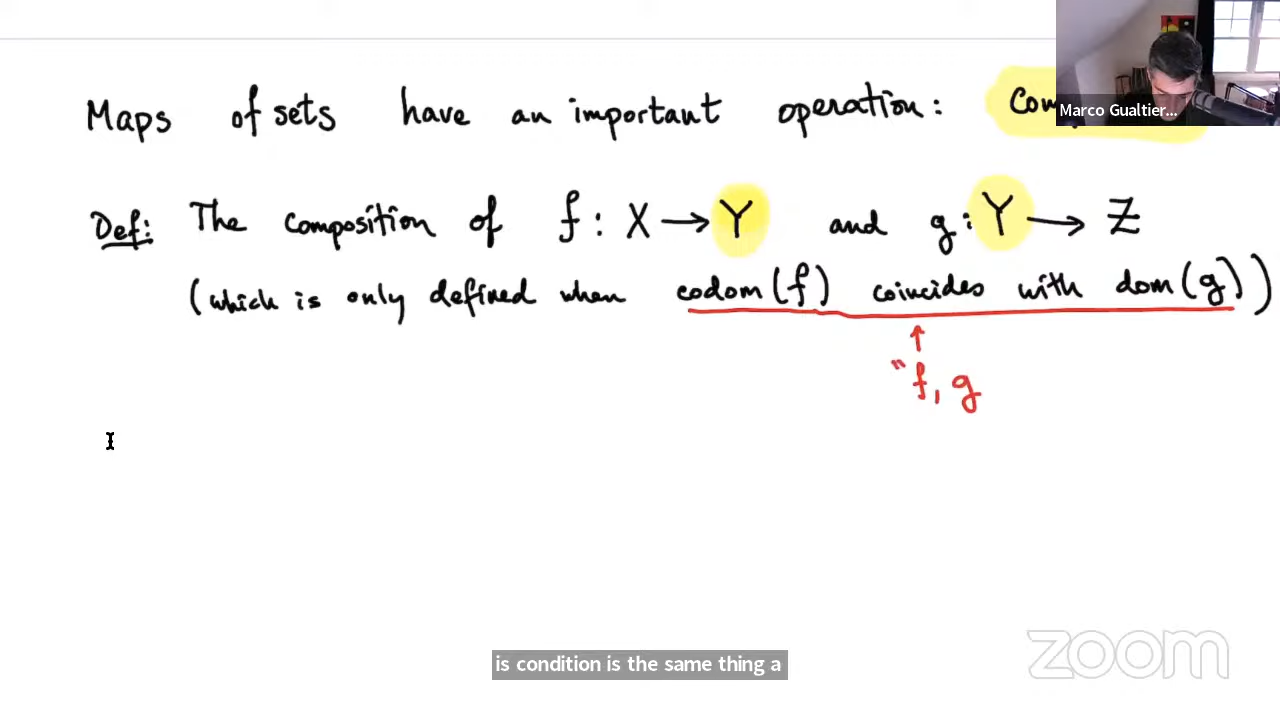 Maps of sets have an important operation:
Marco Gualtier...
Def: The composition of f: X → Y and g: Y → Z
(which is only defined when codom(f) coincides with dom(g))
↑
"f, g
is condition is the same thing a
zoom